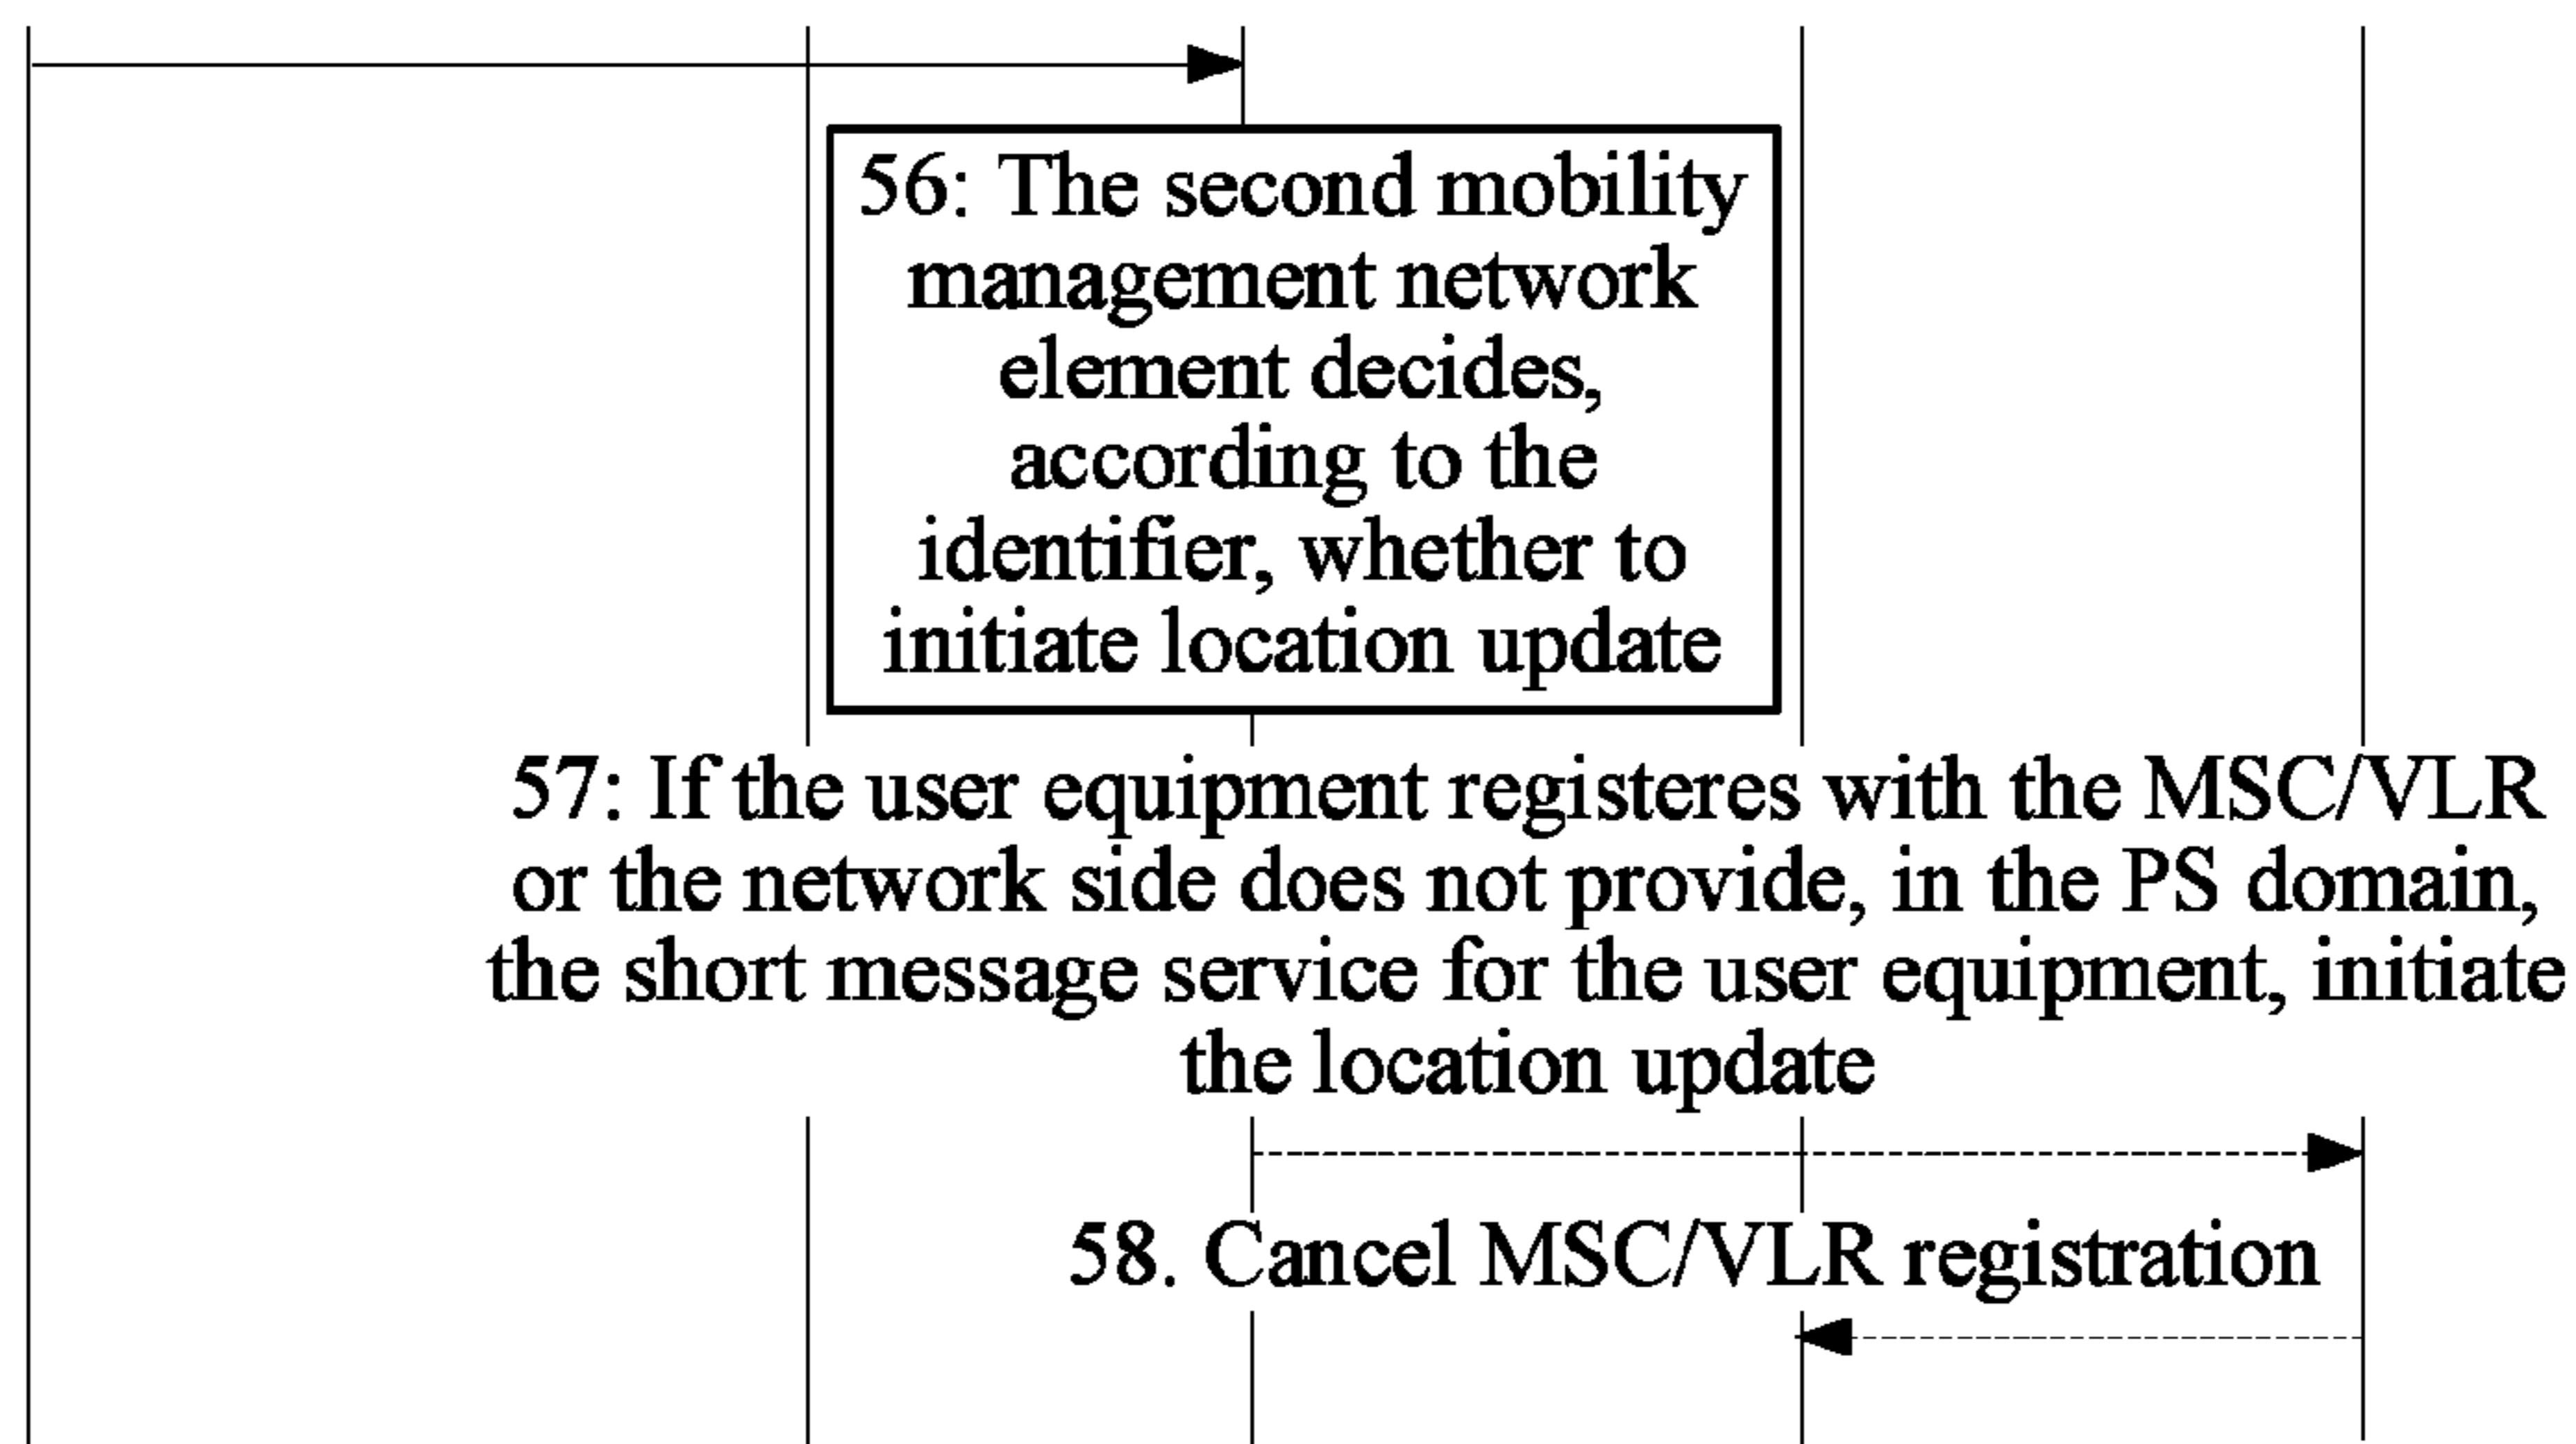 56: The second mobility
management network
element decides,
according to the
identifier, whether to
initiate location update
57: If the user equipment registeres with the MSC/VLR
or the network side does not provide, in the PS domain,
the short message service for the user equipment, initiate
the location update
58. Cancel MSC/VLR registration